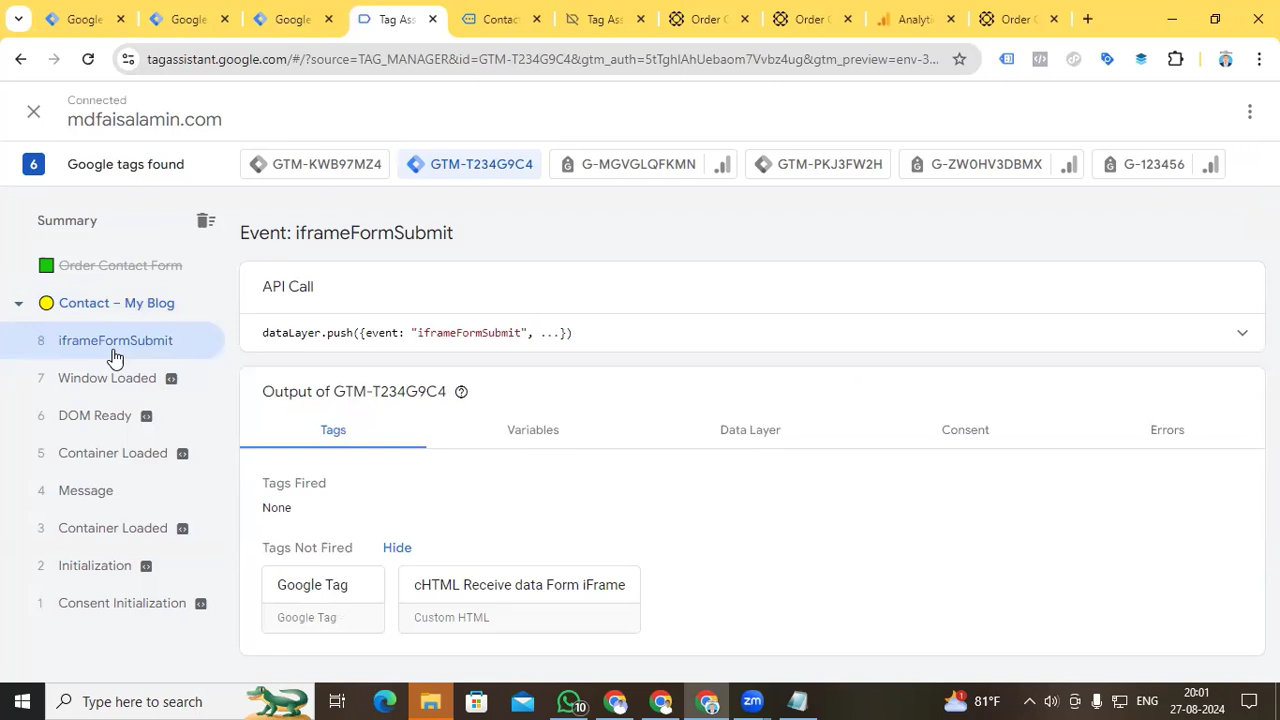 Google
Google
Google
Tag Ass
Contac
Tag Ass
Order C
Order C
Analyt
Order C
tagassistant.google.com/#/?source=TAG_MANAGER&id=GTM-T234G9C4&gtm_auth=5tTghIAhUebaom7Vvbz4ug&gtm_preview=env-3...
Connected
mdfaisalamin.com
6 Google tags found
GTM-KWB97MZ4
GTM-T234G9C4
G-MGVGLQFKMN
GTM-PKJ3FW2H
G-ZW0HV3DBMX
G-123456
Summary
Order Contact Form
Contact – My Blog
8 iframeFormSubmit
7 Window Loaded
6 DOM Ready
5 Container Loaded
4 Message
3 Container Loaded
2 Initialization
1 Consent Initialization
Event: iframeFormSubmit
API Call
dataLayer.push({event: "iframeFormSubmit", ...})
Output of GTM-T234G9C4
Tags Variables Data Layer Consent Errors
Tags Fired
None
Tags Not Fired Hide
Google Tag
Google Tag
cHTML Receive data Form iFrame
Custom HTML
Type here to search
10
1
81°F
ENG
20:01
27-08-2024